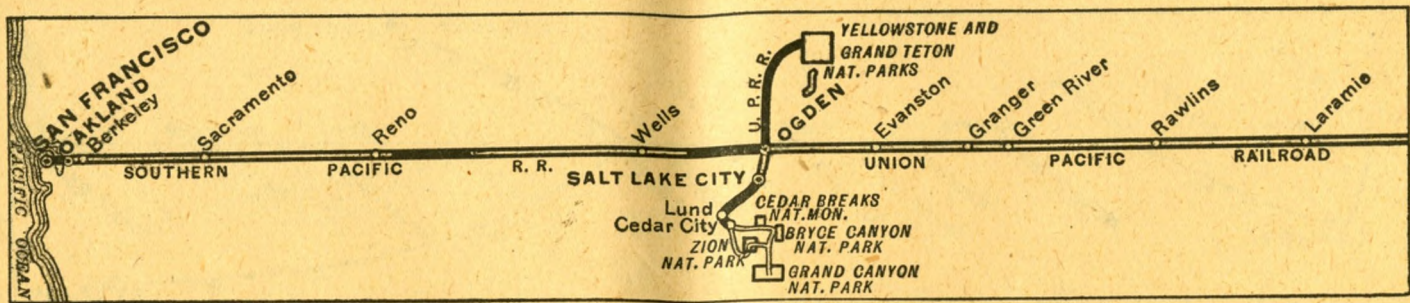 SAN FRANCISCO
OAKLAND
Berkeley
Sacramento
Reno
Wells
U. P. R. R.
YELLOWSTONE AND
GRAND TETON
NAT. PARKS
OGDEN
Evanston
Granger
Green River
Rawlins
Laramie
SOUTHERN PACIFIC R. R.
UNION PACIFIC RAILROAD
SALT LAKE CITY
Lund
Cedar City
CEDAR BREAKS
NAT. MON.
BRYCE CANYON
NAT. PARK
ZION
NAT. PARK
GRAND CANYON
NAT. PARK
PACIFIC OCEAN